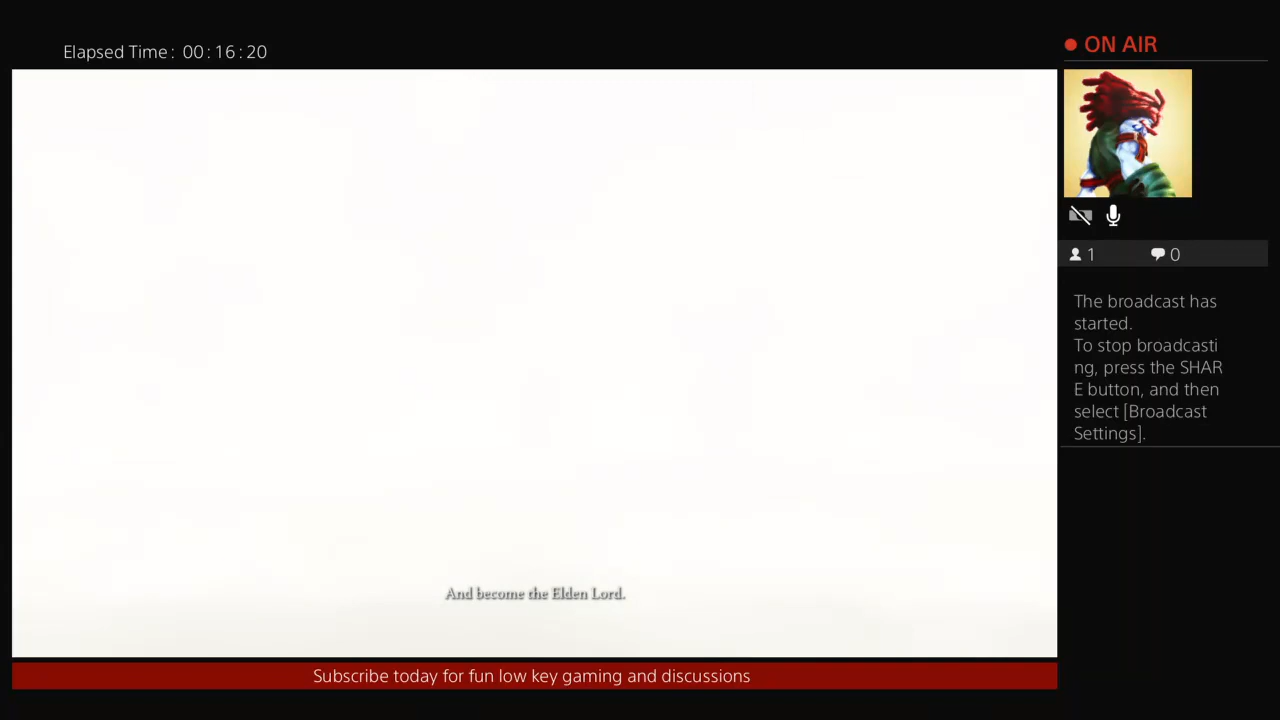 Elapsed Time: 00:16:20
ON AIR
1 0
The broadcast has
started.
To stop broadcasti
ng, press the SHAR
E button, and then
select [Broadcast
Settings].
And become the Elden Lord.
Subscribe today for fun low key gaming and discussions